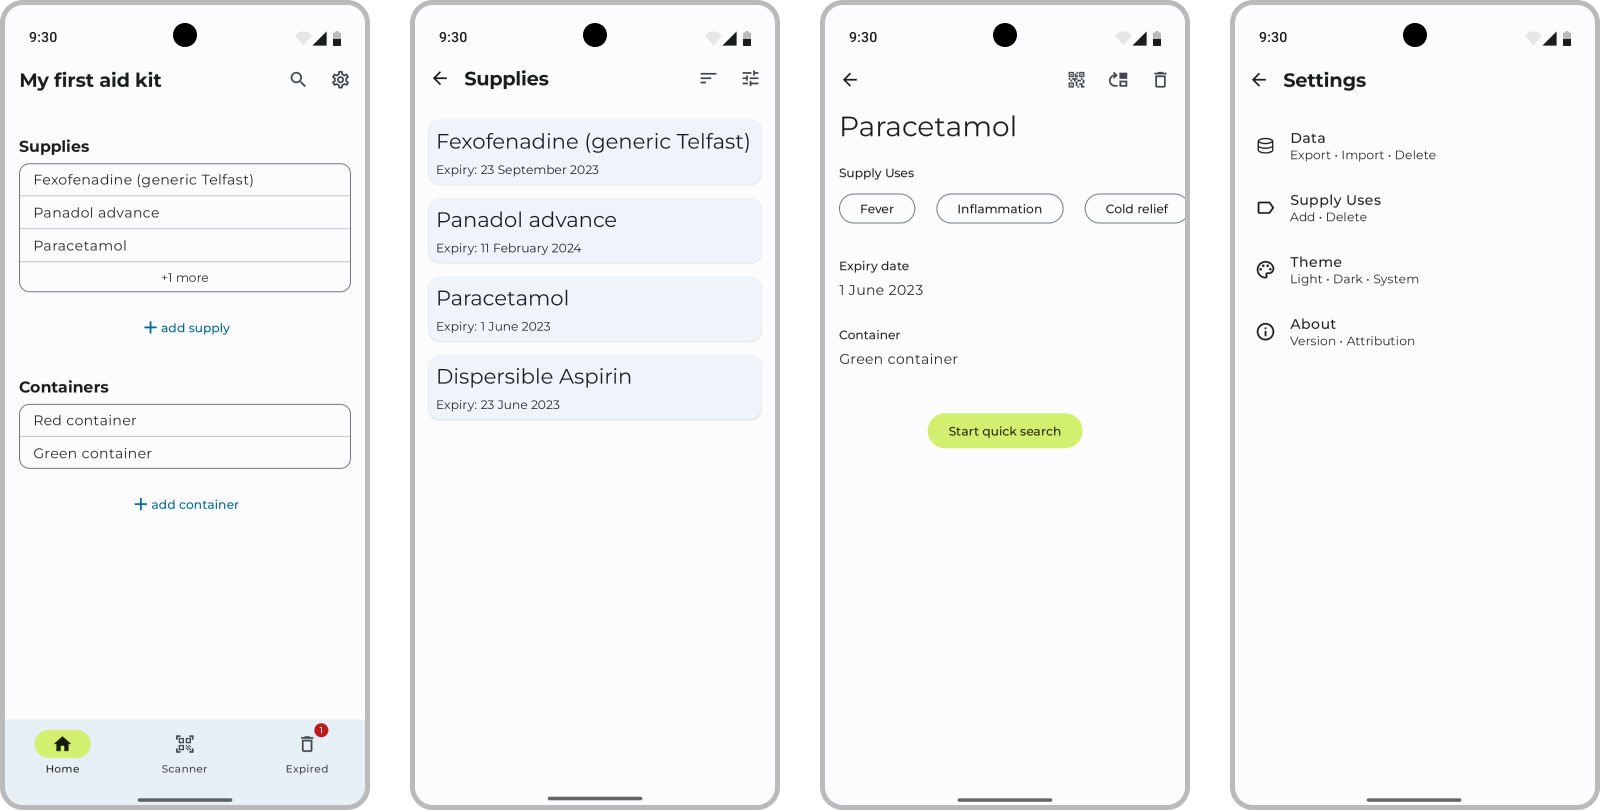 9:30
My first aid kit
Supplies
Fexofenadine (generic Telfast)
Panadol advance
Paracetamol
+1 more
add supply
Containers
Red container
Green container
add container
1
Home
Scanner
Expired
9:30
Supplies
Fexofenadine (generic Telfast)
Expiry: 23 September 2023
Panadol advance
Expiry: 11 February 2024
Paracetamol
Expiry: 1 June 2023
Dispersible Aspirin
Expiry: 23 June 2023
9:30
Paracetamol
Supply Uses
Fever
Inflammation
Cold relief
Expiry date
1 June 2023
Container
Green container
Start quick search
9:30
Settings
Data
Export • Import • Delete
Supply Uses
Add • Delete
Theme
Light • Dark • System
About
Version • Attribution